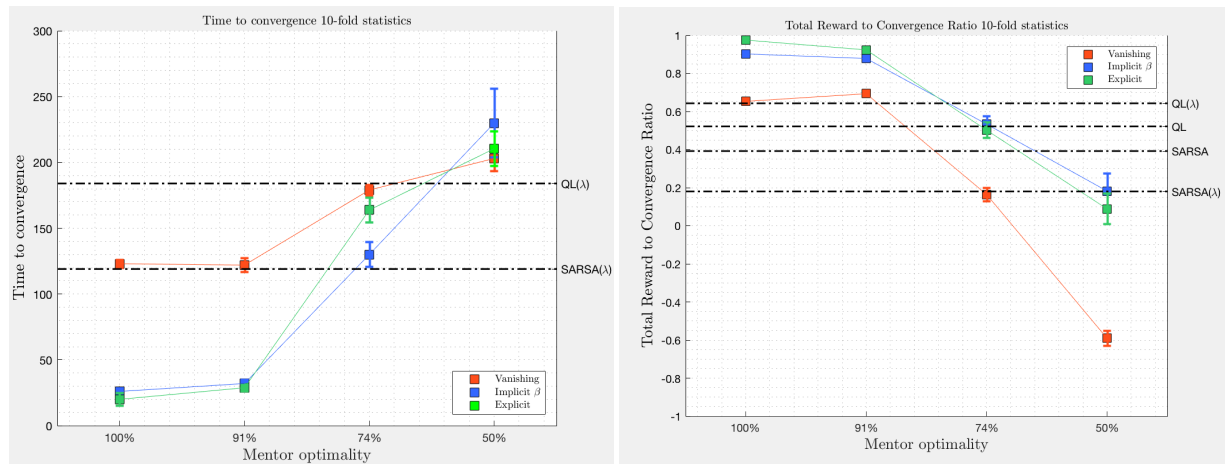 Time to convergence 10-fold statistics
300
250
200
150
100
50
0
Time to convergence
QL(λ)
SARSA(λ)
Vanishing
Implicit β
Explicit
100%
91%
74%
50%
Mentor optimality
Total Reward to Convergence Ratio 10-fold statistics
1
0.8
0.6
0.4
0.2
0
-0.2
-0.4
-0.6
-0.8
-1
Total Reward to Convergence Ratio
Vanishing
Implicit β
Explicit
QL(λ)
QL
SARSA
SARSA(λ)
100%
91%
74%
50%
Mentor optimality